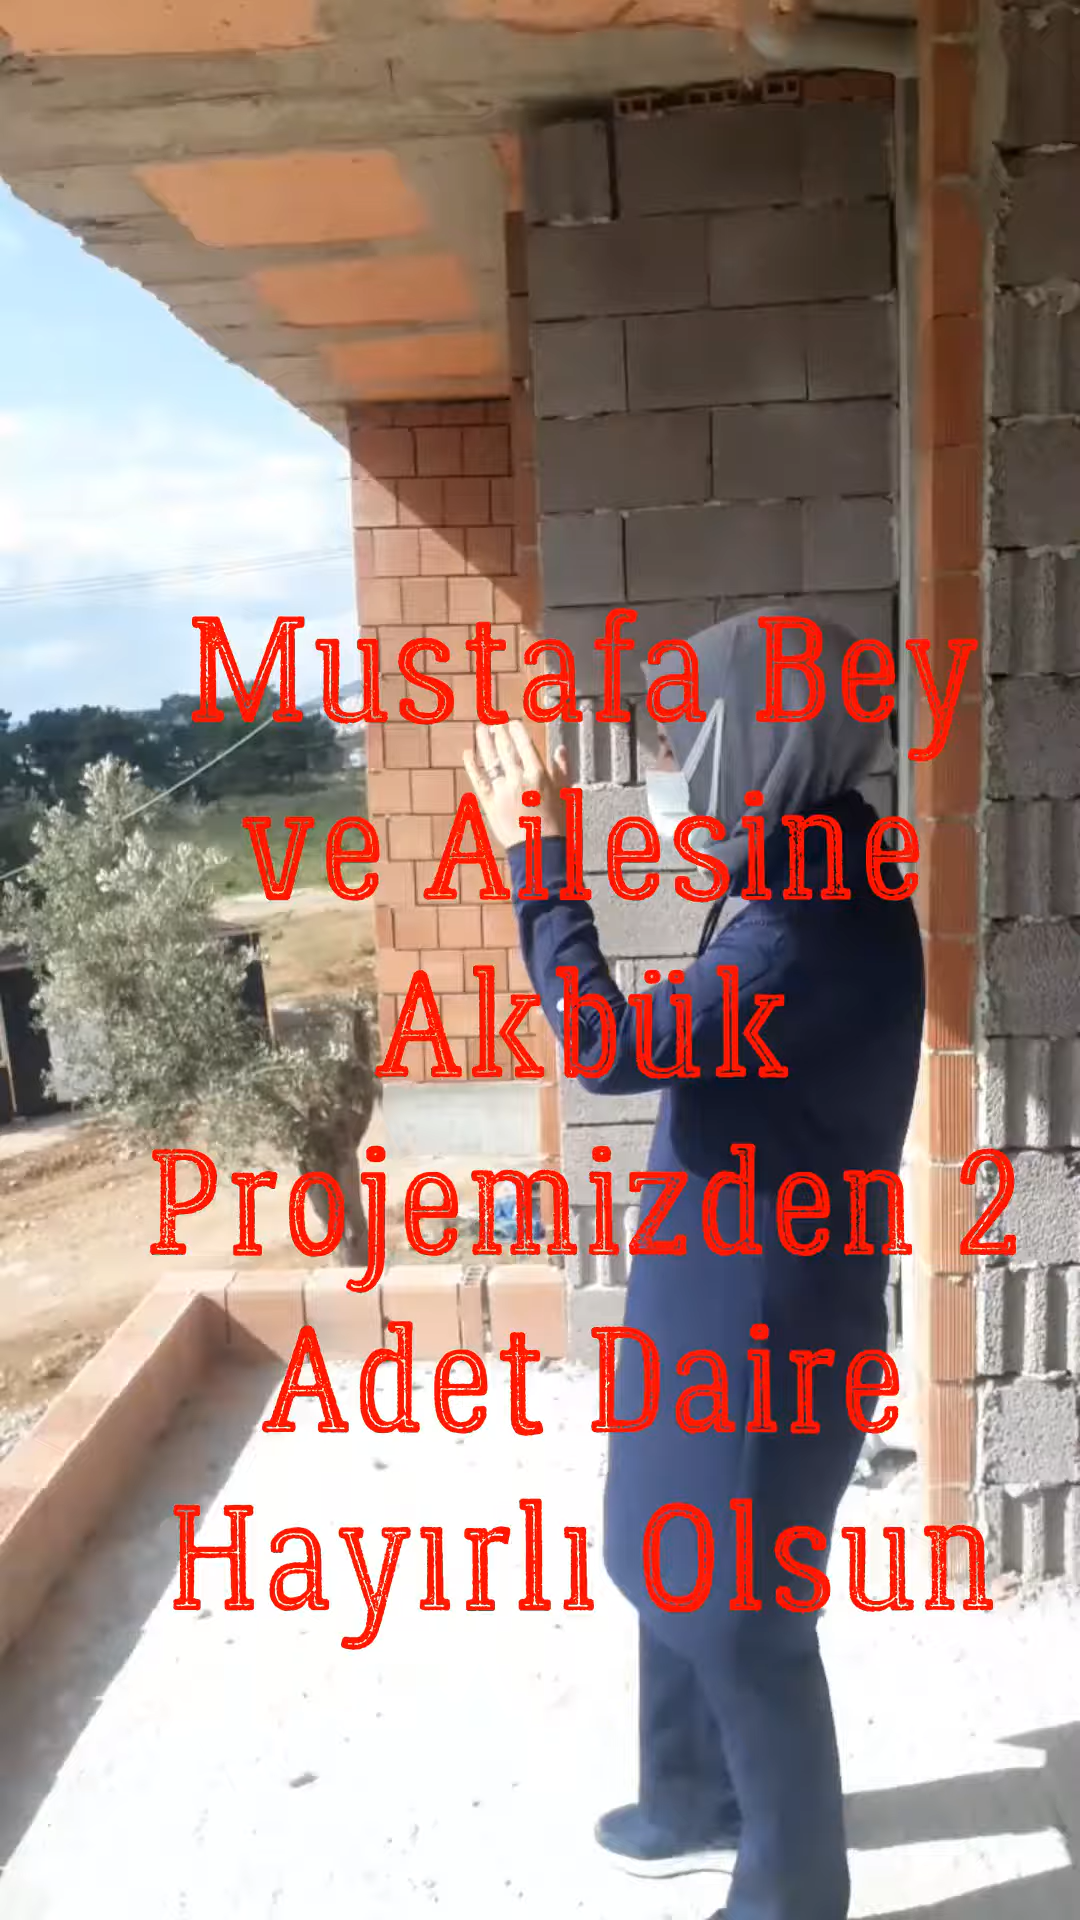 Mustafa Bey
ve Ailesine
Akbük
Projemizden 2
Adet Daire
Hayırlı Olsun